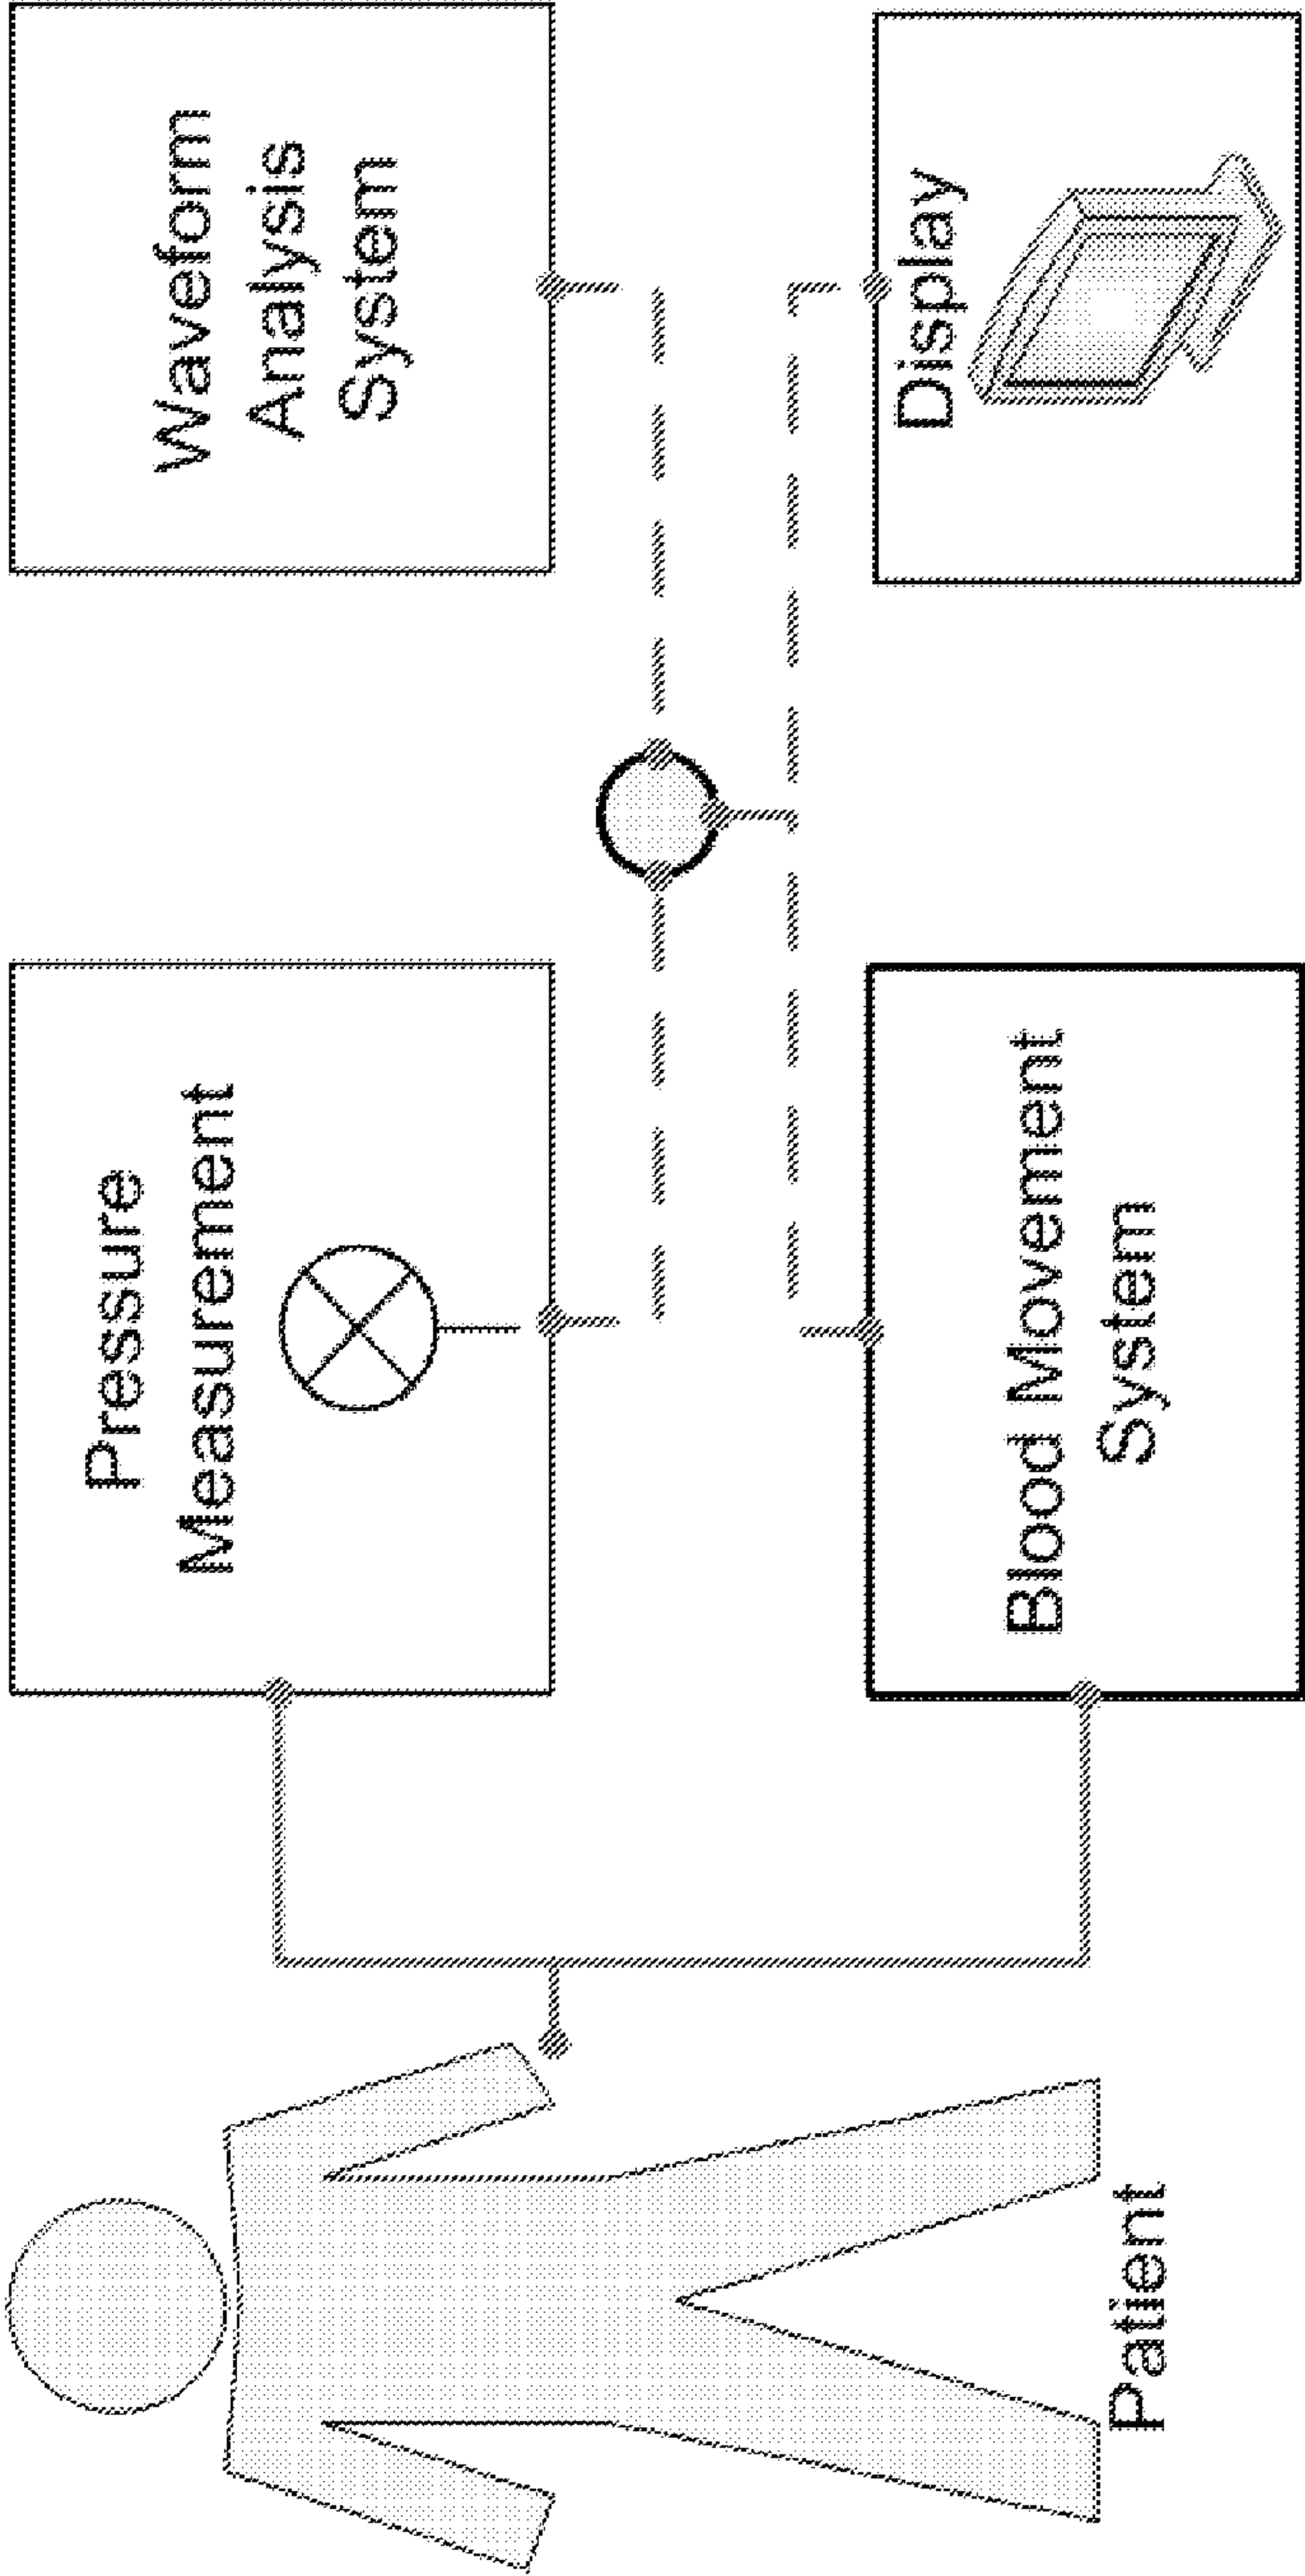 Pressure
Measurement
Waveform
Analysis
System
Patient
Blood Movement
System
Display